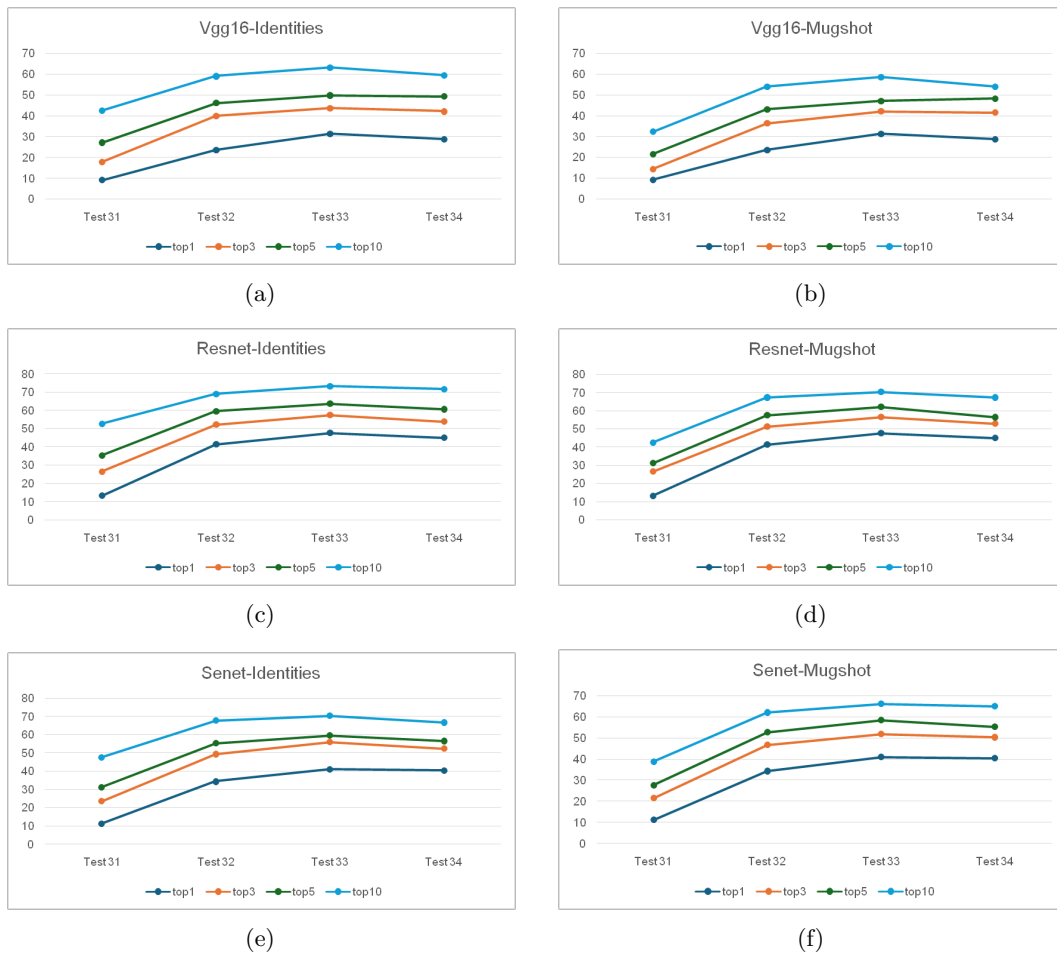 Vgg16-Identities
70
60
50
40
30
20
10
0
Test 31 Test 32 Test 33 Test 34
top1 top3 top5 top10
(a)
Vgg16-Mugshot
70
60
50
40
30
20
10
0
Test 31 Test 32 Test 33 Test 34
top1 top3 top5 top10
(b)
Resnet-Identities
80
70
60
50
40
30
20
10
0
Test 31 Test 32 Test 33 Test 34
top1 top3 top5 top10
(c)
Resnet-Mugshot
80
70
60
50
40
30
20
10
0
Test 31 Test 32 Test 33 Test 34
top1 top3 top5 top10
(d)
Senet-Identities
80
70
60
50
40
30
20
10
0
Test 31 Test 32 Test 33 Test 34
top1 top3 top5 top10
(e)
Senet-Mugshot
70
60
50
40
30
20
10
0
Test 31 Test 32 Test 33 Test 34
top1 top3 top5 top10
(f)